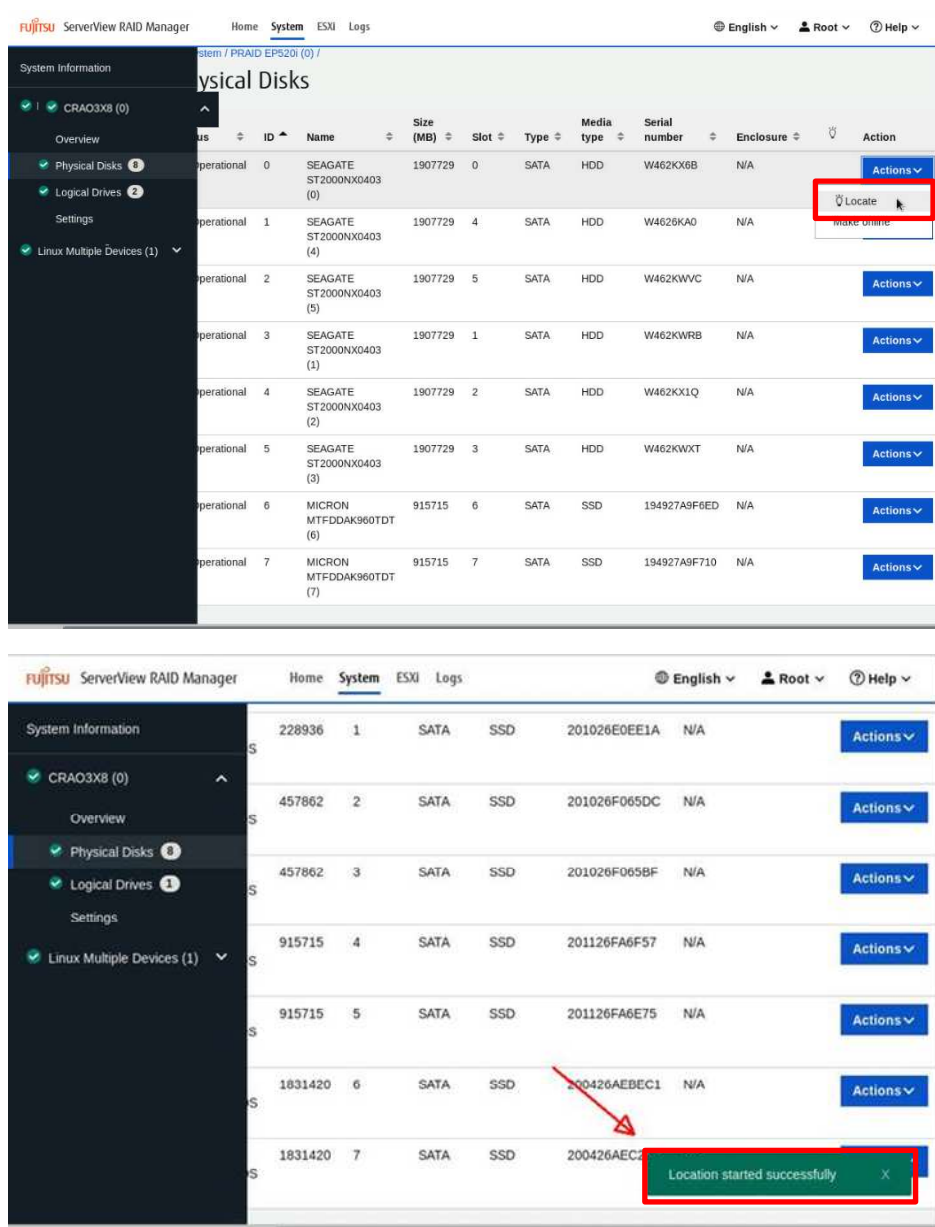 FUJITSU ServerView RAID Manager Home System ESXi Logs English Root Help
System Information
stem / PRAID EP520i (0) /
ysical Disks
CRAO3X8 (0)
us ID Name Size (MB) Slot Type Media type Serial number Enclosure Action
Overview
Physical Disks 8
Logical Drives 2
Settings
Linux Multiple Devices (1)
perational 0 SEAGATE ST2000NX0403 (0) 1907729 0 SATA HDD W462KX6B N/A Actions
Locate
Make online
perational 1 SEAGATE ST2000NX0403 (4) 1907729 4 SATA HDD W4626KA0 N/A
perational 2 SEAGATE ST2000NX0403 (5) 1907729 5 SATA HDD W462KWVC N/A Actions
perational 3 SEAGATE ST2000NX0403 (1) 1907729 1 SATA HDD W462KWRB N/A Actions
perational 4 SEAGATE ST2000NX0403 (2) 1907729 2 SATA HDD W462KX1Q N/A Actions
perational 5 SEAGATE ST2000NX0403 (3) 1907729 3 SATA HDD W462KWXT N/A Actions
perational 6 MICRON MTFDDAK960TDT (6) 915715 6 SATA SSD 194927A9F6ED N/A Actions
perational 7 MICRON MTFDDAK960TDT (7) 915715 7 SATA SSD 194927A9F710 N/A Actions
FUJITSU ServerView RAID Manager Home System ESXi Logs English Root Help
System Information
CRAO3X8 (0)
Overview
Physical Disks 8
Logical Drives 1
Settings
Linux Multiple Devices (1)
S 228936 1 SATA SSD 201026E0EE1A N/A Actions
S 457862 2 SATA SSD 201026F065DC N/A Actions
S 457862 3 SATA SSD 201026F065BF N/A Actions
S 915715 4 SATA SSD 201126FA6F57 N/A Actions
S 915715 5 SATA SSD 201126FA6E75 N/A Actions
S 1831420 6 SATA SSD 200426AEBEC1 N/A Actions
S 1831420 7 SATA SSD 200426AEC2
Location started successfully X